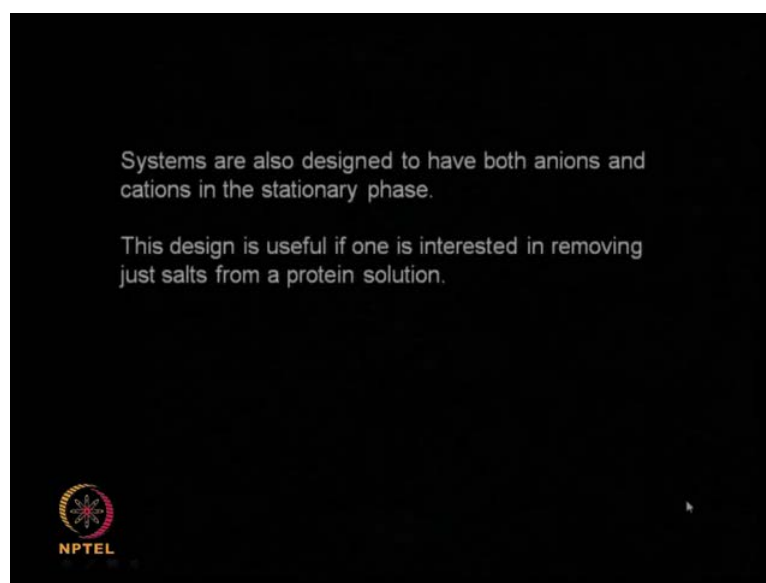 Systems are also designed to have both anions and
cations in the stationary phase.
This design is useful if one is interested in removing
just salts from a protein solution.
NPTEL